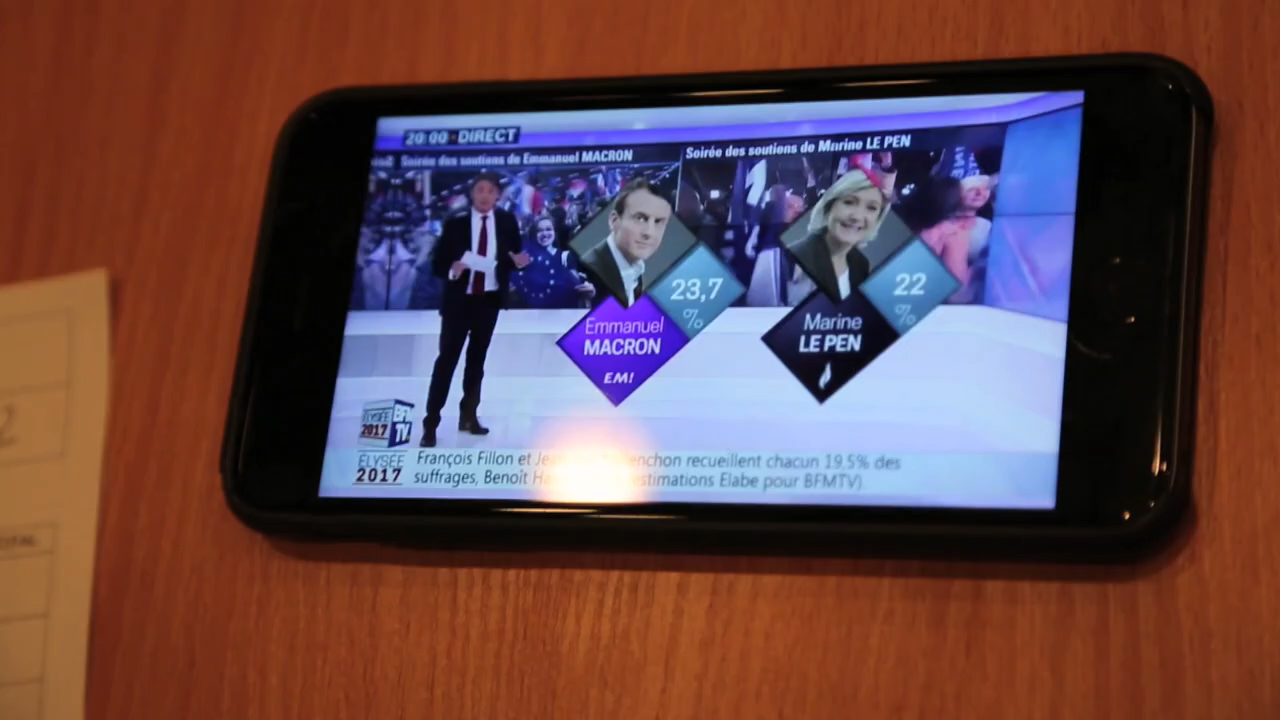 20:00 DIRECT
Soirée des soutiens de Emmanuel MACRON
Soirée des soutiens de Marine LE PEN
23,7
%
22
%
Emmanuel
MACRON
EM!
Marine
LE PEN
ÉLYSÉE
2017
BFM
TV
ÉLYSÉE
2017
François Fillon et recueillent chacun 19,5% des
suffrages, Benoît estimations Elabe pour BFMTV)
2